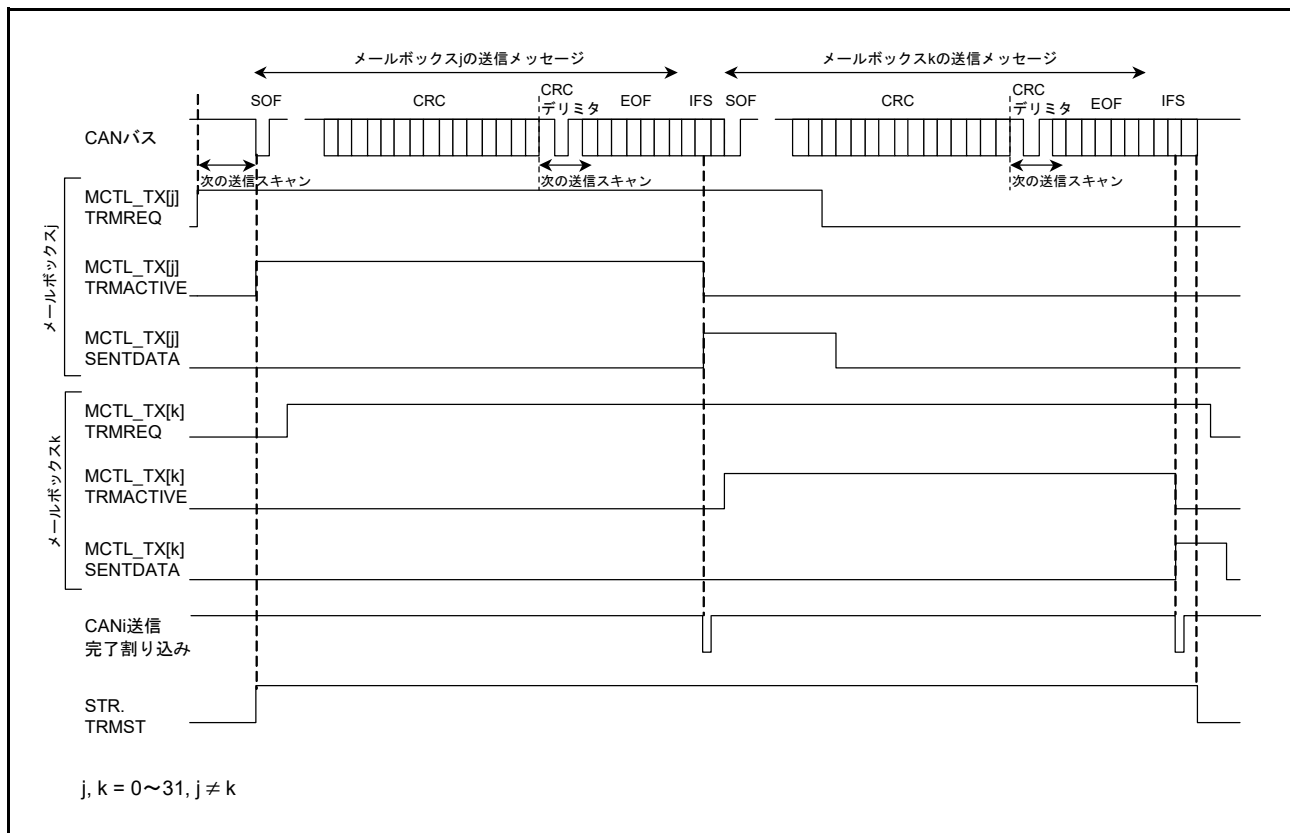 メールボックスjの送信メッセージ
メールボックスkの送信メッセージ
SOF
CRC
CRC
デリミタ
EOF
IFS
SOF
CRC
CRC
デリミタ
EOF
IFS
CANバス
次の送信スキャン
次の送信スキャン
次の送信スキャン
メールボックスj
MCTL_TX[j]
TRMREQ
MCTL_TX[j]
TRMACTIVE
MCTL_TX[j]
SENTDATA
メールボックスk
MCTL_TX[k]
TRMREQ
MCTL_TX[k]
TRMACTIVE
MCTL_TX[k]
SENTDATA
CANi送信
完了割り込み
STR.
TRMST
j, k = 0～31, j ≠ k